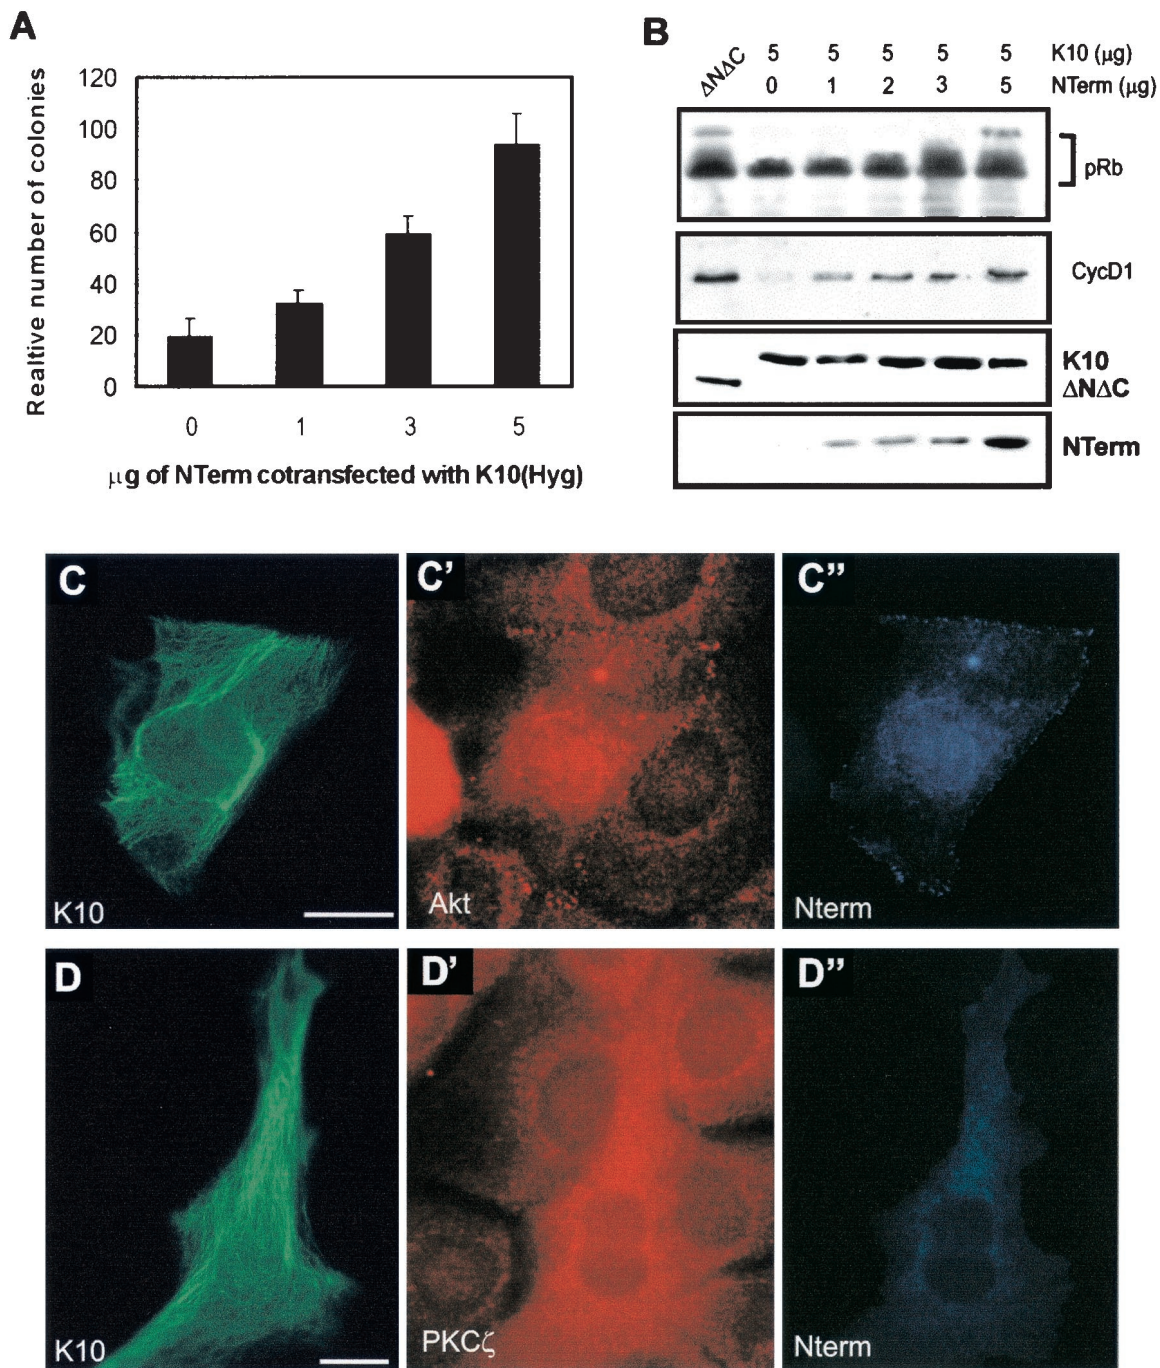 A
Realtive number of colonies
120
100
80
60
40
20
0
0 1 3 5
µg of NTerm cotransfected with K10(Hyg)
B
ΔNΔC 5 5 5 5 5 K10 (µg)
0 1 2 3 5 NTerm (µg)
pRb
CycD1
K10
ΔNΔC
NTerm
C
K10
C'
Akt
C''
Nterm
D
K10
D'
PKCζ
D''
Nterm